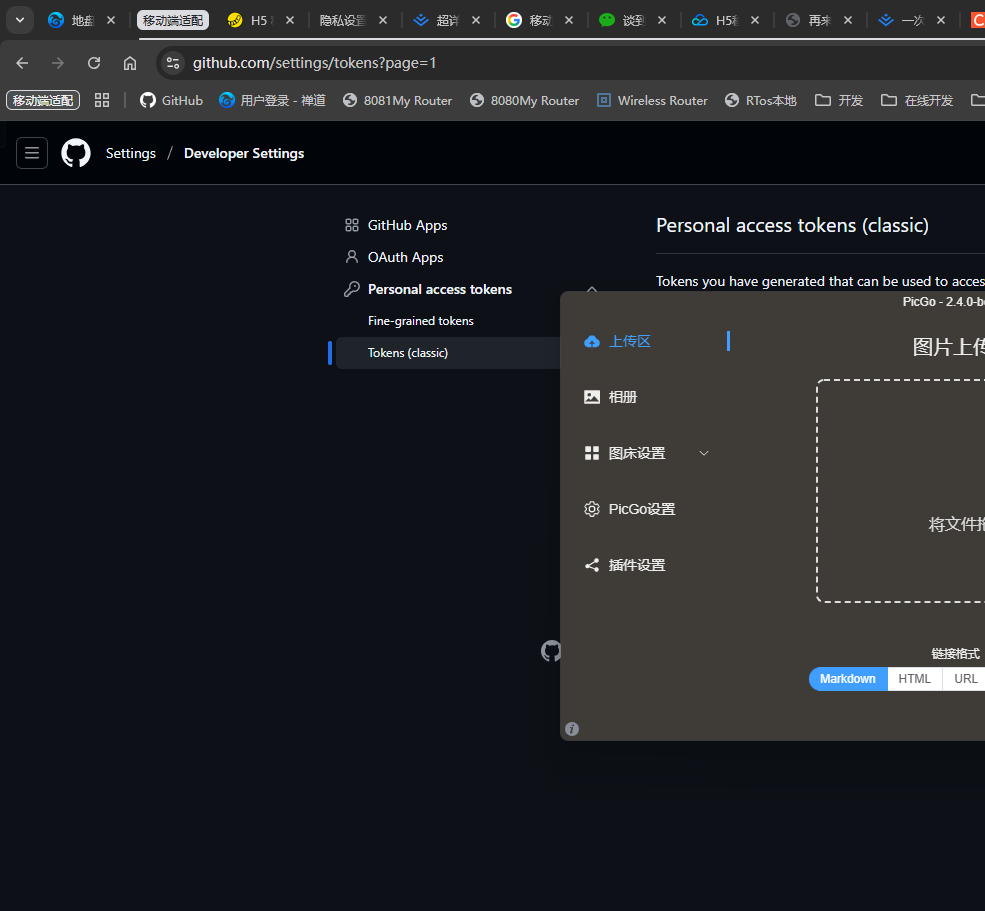 地盘
移动端适配
H5
隐私设置
超详
移动
谈到
H5
再来
一次
github.com/settings/tokens?page=1
移动端适配
GitHub
用户登录 - 禅道
8081My Router
8080My Router
Wireless Router
RTos本地
开发
在线开发
Settings / Developer Settings
GitHub Apps
OAuth Apps
Personal access tokens
Fine-grained tokens
Tokens (classic)
Personal access tokens (classic)
Tokens you have generated that can be used to acces
PicGo - 2.4.0-be
上传区
相册
图床设置
PicGo设置
插件设置
图片上传
将文件拖
链接格式
Markdown
HTML
URL